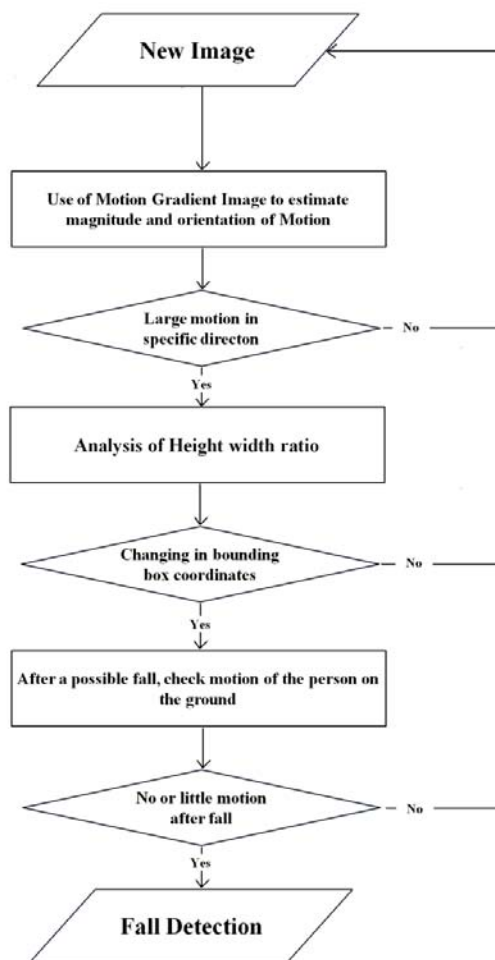 New Image
Use of Motion Gradient Image to estimate
magnitude and orientation of Motion
Large motion in
specific directon
No
Yes
Analysis of Height width ratio
Changing in bounding
box coordinates
No
Yes
After a possible fall, check motion of the person on
the ground
No or little motion
after fall
No
Yes
Fall Detection